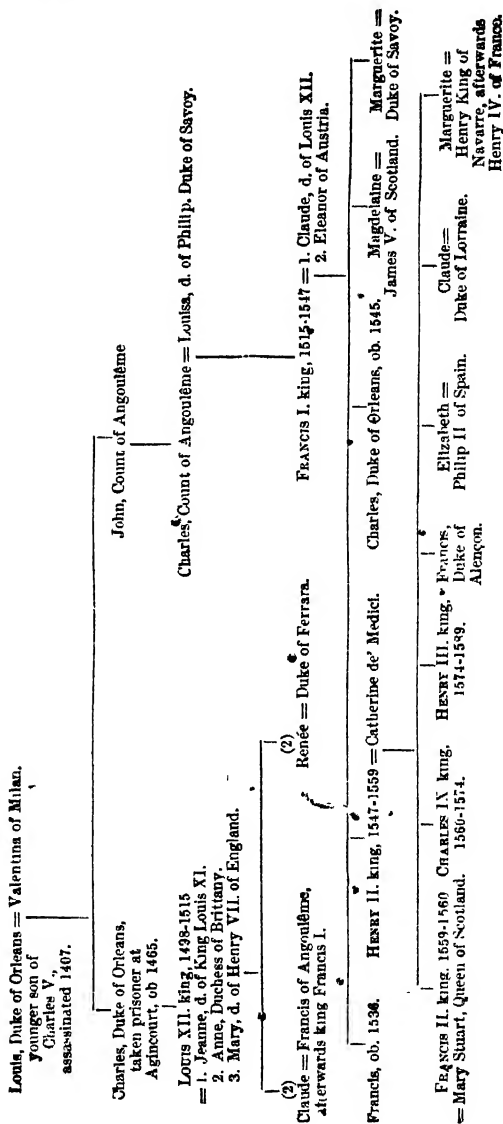 Louis, Duke of Orleans = Valentina of Milan.
younger son of
Charles V.,
assassinated 1407.
Charles, Duke of Orleans,
taken prisoner at
Agincourt, ob 1465.
John, Count of Angoulême
LOUIS XII. king, 1498-1515
= 1. Jeanne, d. of King Louis XI.
2. Anne, Duchess of Brittany.
3. Mary, d. of Henry VII. of England.
Charles, Count of Angoulême = Louisa, d. of Philip. Duke of Savoy.
(2)
Claude = Francis of Angoulême,
afterwards king Francis I.
(2)
Renée = Duke of Ferrara.
FRANCIS I. king, 1515-1547 = 1. Claude, d. of Louis XII.
2. Eleanor of Austria.
Francis, ob. 1536.
HENRY II. king, 1547-1559 = Catherine de' Medici.
Charles, Duke of Orleans, ob. 1545.
Magdelaine =
James V. of Scotland.
Marguerite =
Duke of Savoy.
FRANCIS II. king, 1559-1560
= Mary Stuart, Queen of Scotland.
CHARLES IX king.
1560-1574.
HENRY III. king,
1574-1589.
Francis,
Duke of
Alençon.
Elizabeth =
Philip II of Spain.
Claude =
Duke of Lorraine.
Marguerite =
Henry King of
Navarre, afterwards
Henry IV. of France.